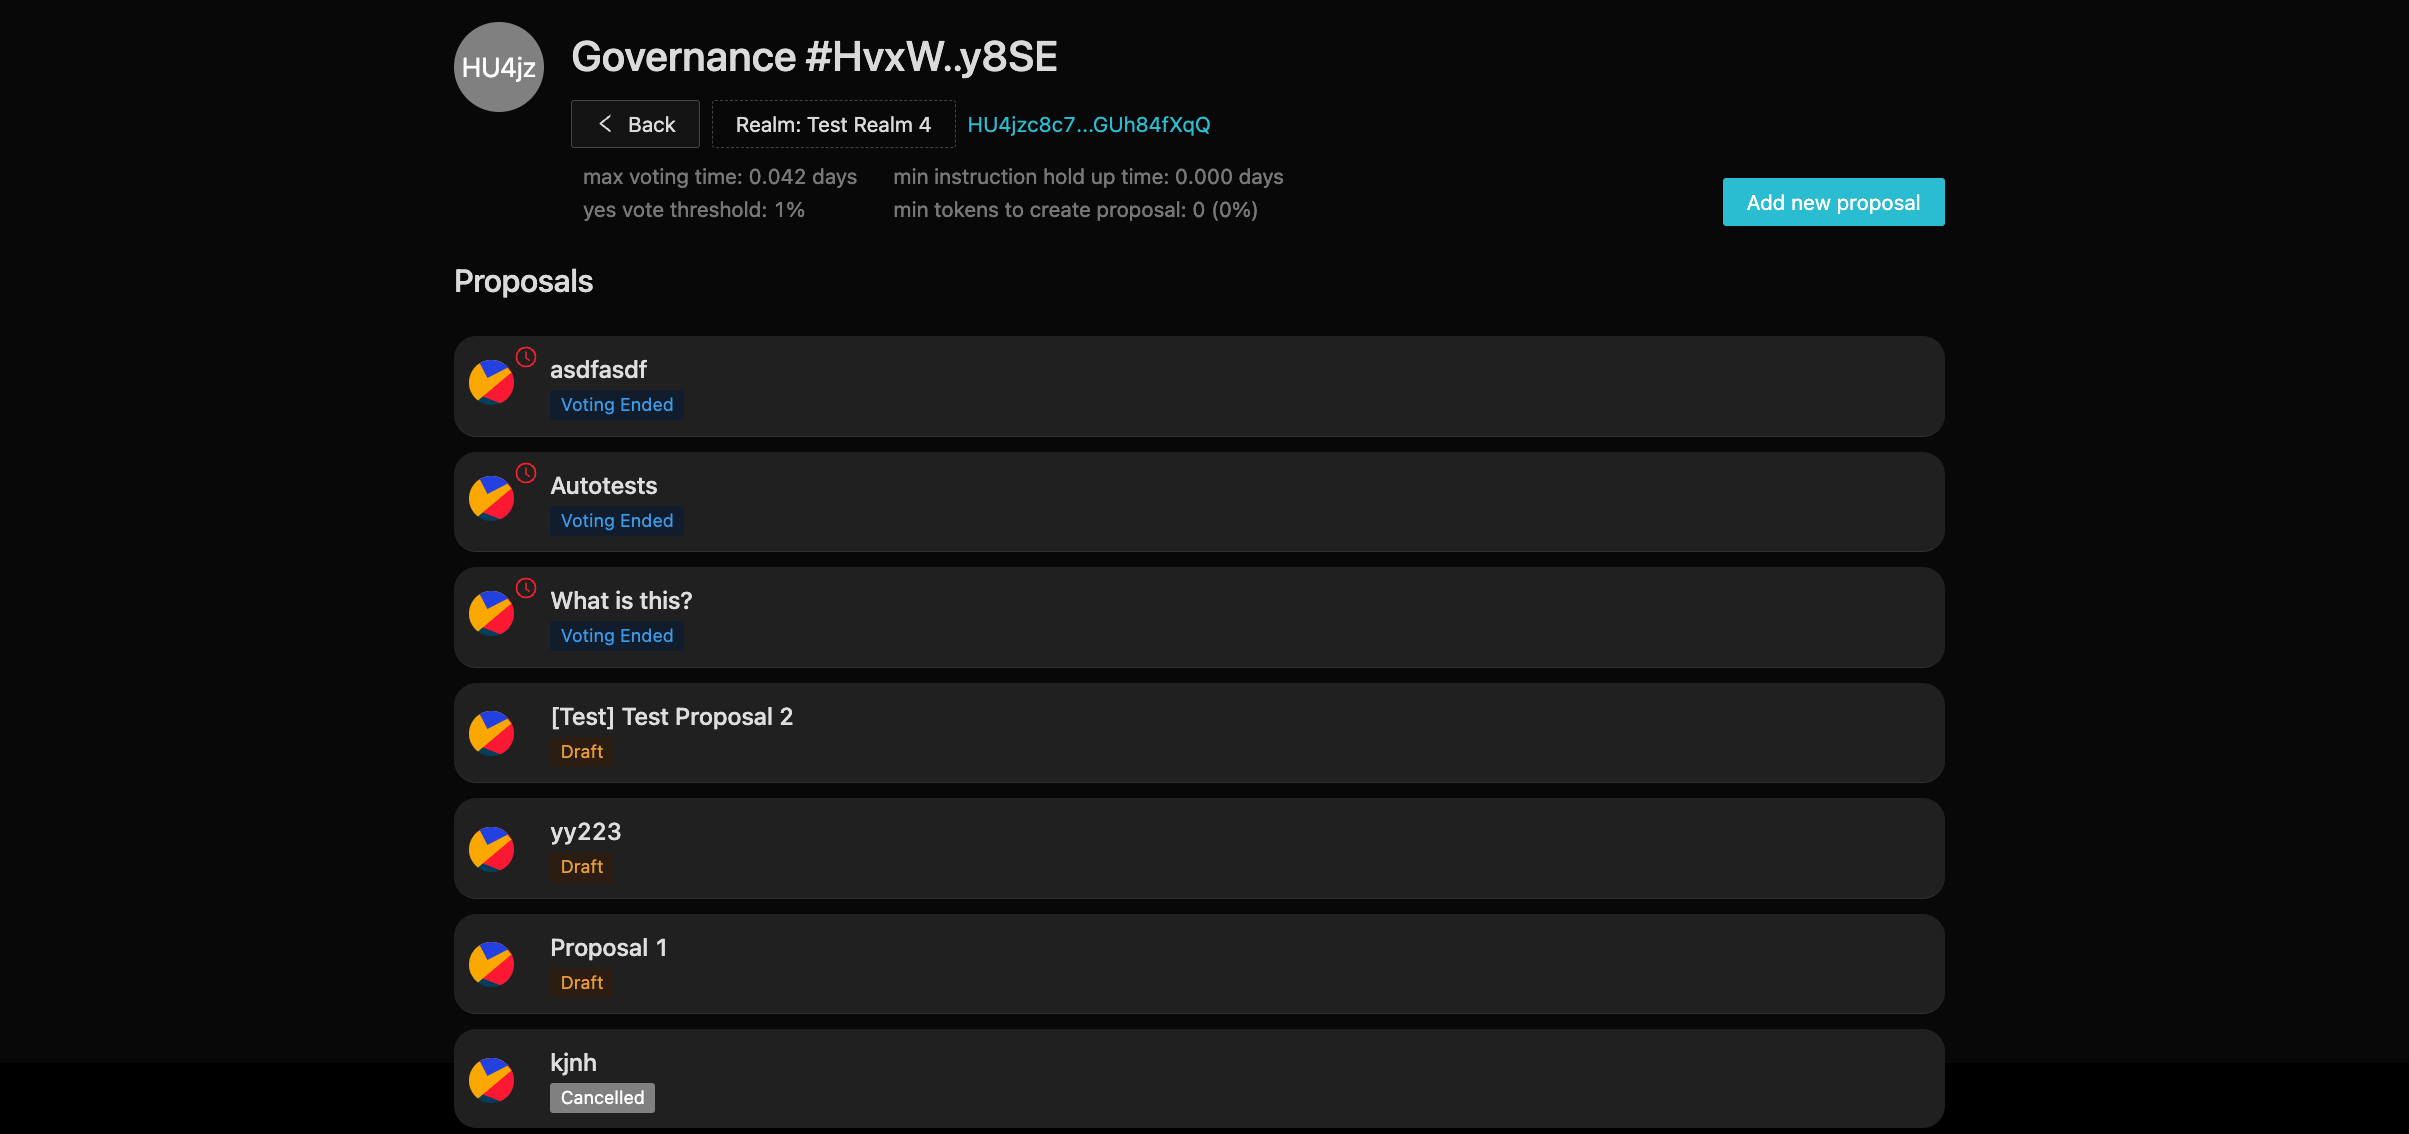 HU4jz
Governance #HvxW..y8SE
Back
Realm: Test Realm 4
HU4jzc8c7...GUh84fXqQ
max voting time: 0.042 days
min instruction hold up time: 0.000 days
yes vote threshold: 1%
min tokens to create proposal: 0 (0%)
Add new proposal
Proposals
asdfasdf
Voting Ended
Autotests
Voting Ended
What is this?
Voting Ended
[Test] Test Proposal 2
Draft
yy223
Draft
Proposal 1
Draft
kjnh
Cancelled